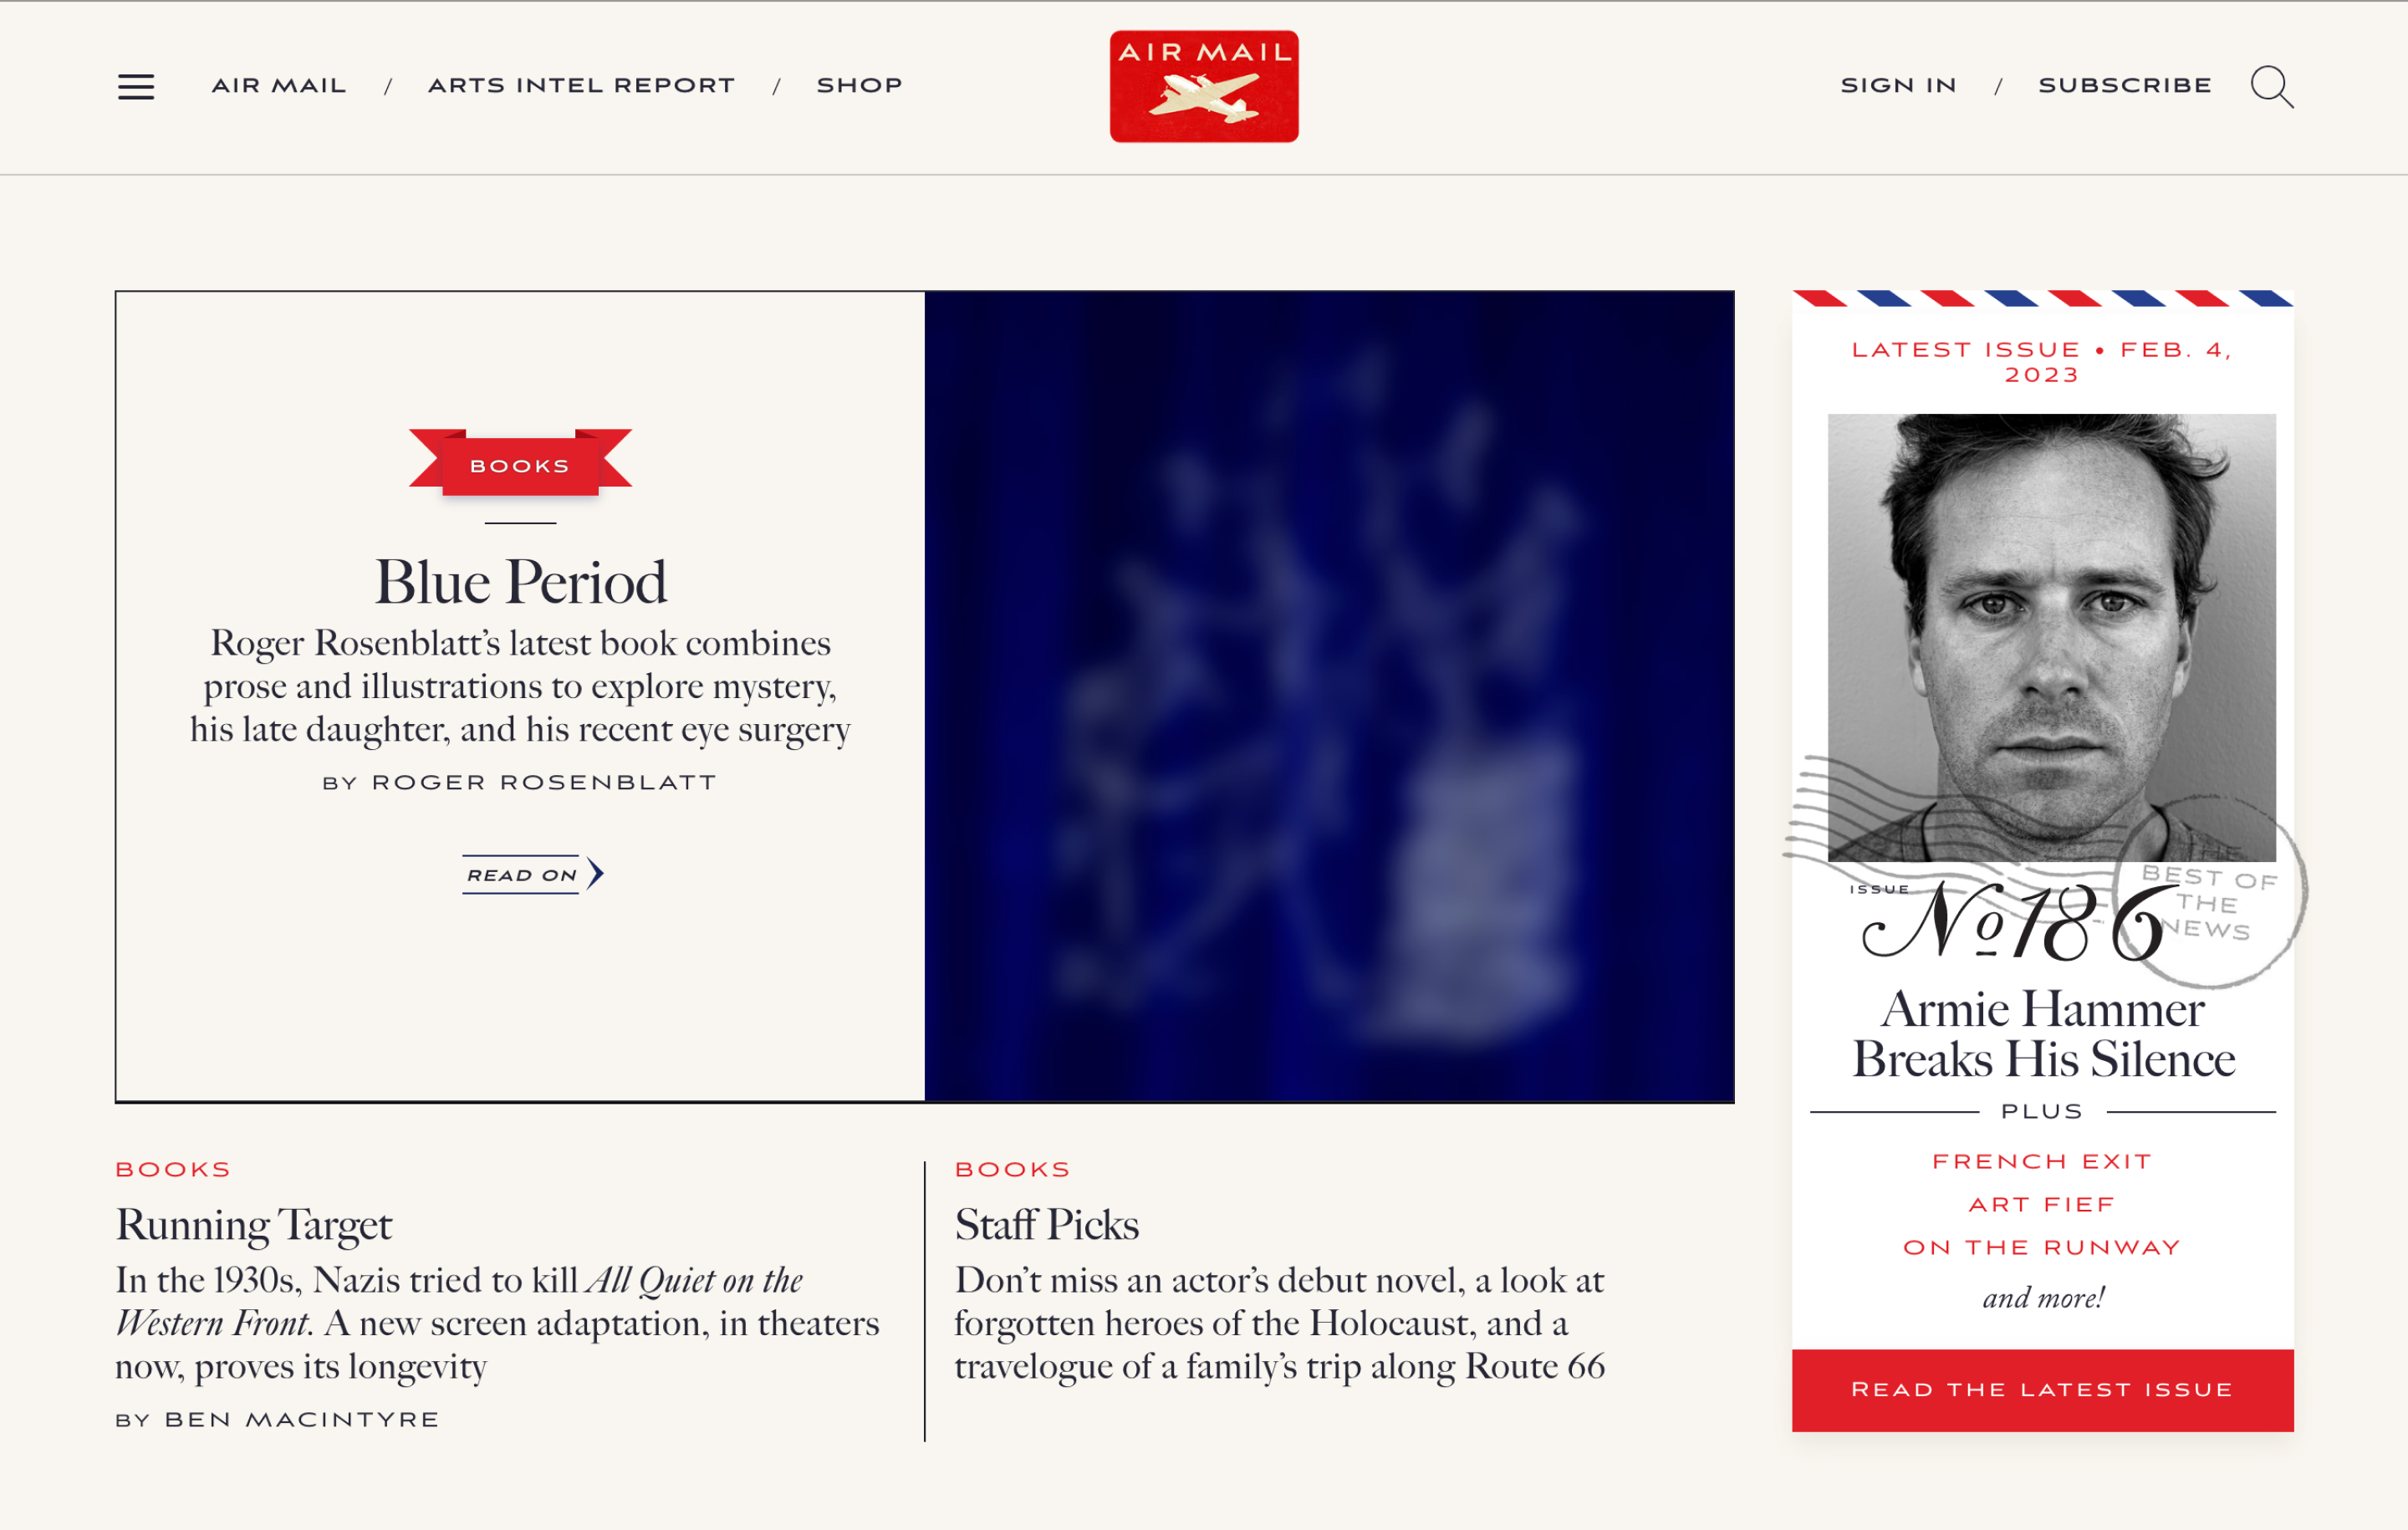 AIR MAIL / ARTS INTEL REPORT / SHOP
AIR MAIL
SIGN IN / SUBSCRIBE
BOOKS
Blue Period
Roger Rosenblatt’s latest book combines
prose and illustrations to explore mystery,
his late daughter, and his recent eye surgery
BY ROGER ROSENBLATT
READ ON
BOOKS
Running Target
In the 1930s, Nazis tried to kill All Quiet on the
Western Front. A new screen adaptation, in theaters
now, proves its longevity
BY BEN MACINTYRE
BOOKS
Staff Picks
Don’t miss an actor’s debut novel, a look at
forgotten heroes of the Holocaust, and a
travelogue of a family’s trip along Route 66
LATEST ISSUE • FEB. 4,
2023
BEST OF
THE
NEWS
ISSUE
No 186
Armie Hammer
Breaks His Silence
PLUS
FRENCH EXIT
ART FIEF
ON THE RUNWAY
and more!
READ THE LATEST ISSUE